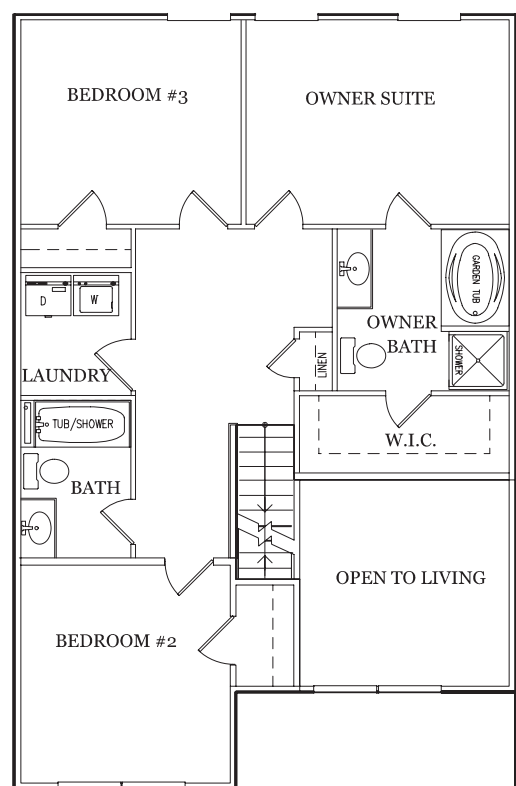 BEDROOM #3
OWNER SUITE
GARDEN TUB
D
W
OWNER
BATH
LINEN
SHOWER
LAUNDRY
TUB/SHOWER
W.I.C.
BATH
OPEN TO LIVING
BEDROOM #2